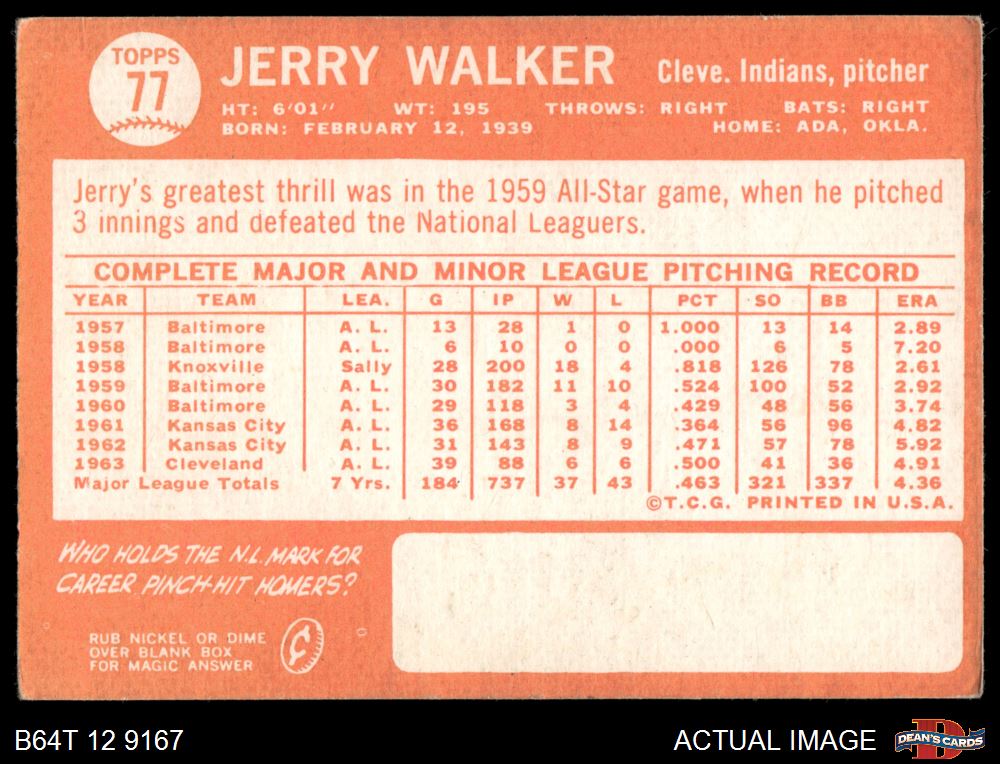 TOPPS
77
JERRY WALKER
Cleve. Indians, pitcher
HT: 6'01" WT: 195 THROWS: RIGHT BATS: RIGHT
BORN: FEBRUARY 12, 1939 HOME: ADA, OKLA.
Jerry's greatest thrill was in the 1959 All-Star game, when he pitched
3 innings and defeated the National Leaguers.
COMPLETE MAJOR AND MINOR LEAGUE PITCHING RECORD
YEAR TEAM LEA. G IP W L PCT SO BB ERA
1957 Baltimore A. L. 13 28 1 0 1.000 13 14 2.89
1958 Baltimore A. L. 6 10 0 0 .000 6 5 7.20
1958 Knoxville Sally 28 200 18 4 .818 126 78 2.61
1959 Baltimore A. L. 30 182 11 10 .524 100 52 2.92
1960 Baltimore A. L. 29 118 3 4 .429 48 56 3.74
1961 Kansas City A. L. 36 168 8 14 .364 56 96 4.82
1962 Kansas City A. L. 31 143 8 9 .471 57 78 5.92
1963 Cleveland A. L. 39 88 6 6 .500 41 36 4.91
Major League Totals 7 Yrs. 184 737 37 43 .463 321 337 4.36
©T.C.G. PRINTED IN U.S.A.
WHO HOLDS THE N.L. MARK FOR
CAREER PINCH-HIT HOMERS?
RUB NICKEL OR DIME
OVER BLANK BOX
FOR MAGIC ANSWER
¢
B64T 12 9167
ACTUAL IMAGE
DEAN'S CARDS